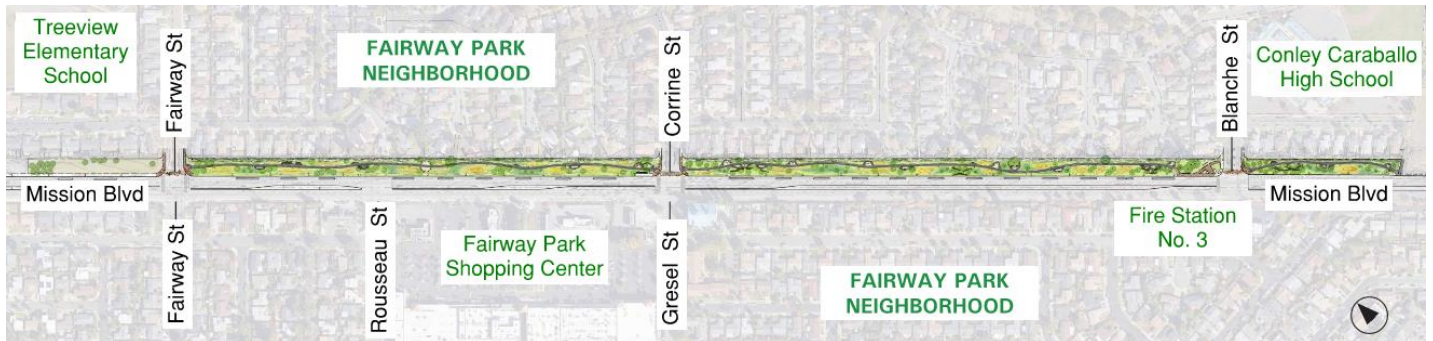 Treeview
Elementary
School
Fairway St
FAIRWAY PARK
NEIGHBORHOOD
Corrine St
Blanche St
Conley Caraballo
High School
Mission Blvd
Mission Blvd
Fairway St
Rousseau St
Fairway Park
Shopping Center
Gresel St
Fire Station
No. 3
FAIRWAY PARK
NEIGHBORHOOD